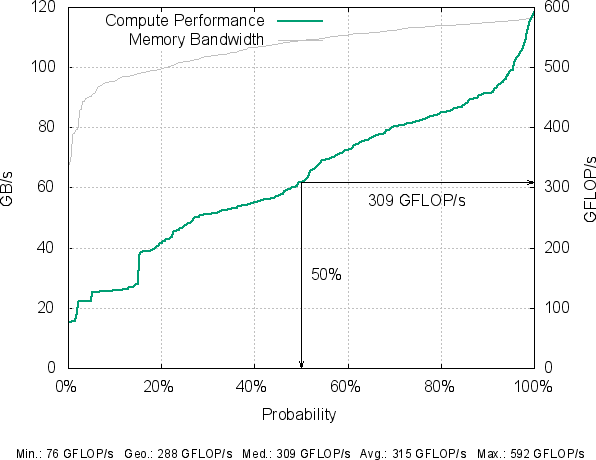 120 600
Compute Performance
Memory Bandwidth
100 500
80 400
GB/s
60 300
GFLOP/s
309 GFLOP/s
40 200
50%
20 100
0 0
0% 20% 40% 60% 80% 100%
Probability
Min.: 76 GFLOP/s Geo.: 288 GFLOP/s Med.: 309 GFLOP/s Avg.: 315 GFLOP/s Max.: 592 GFLOP/s